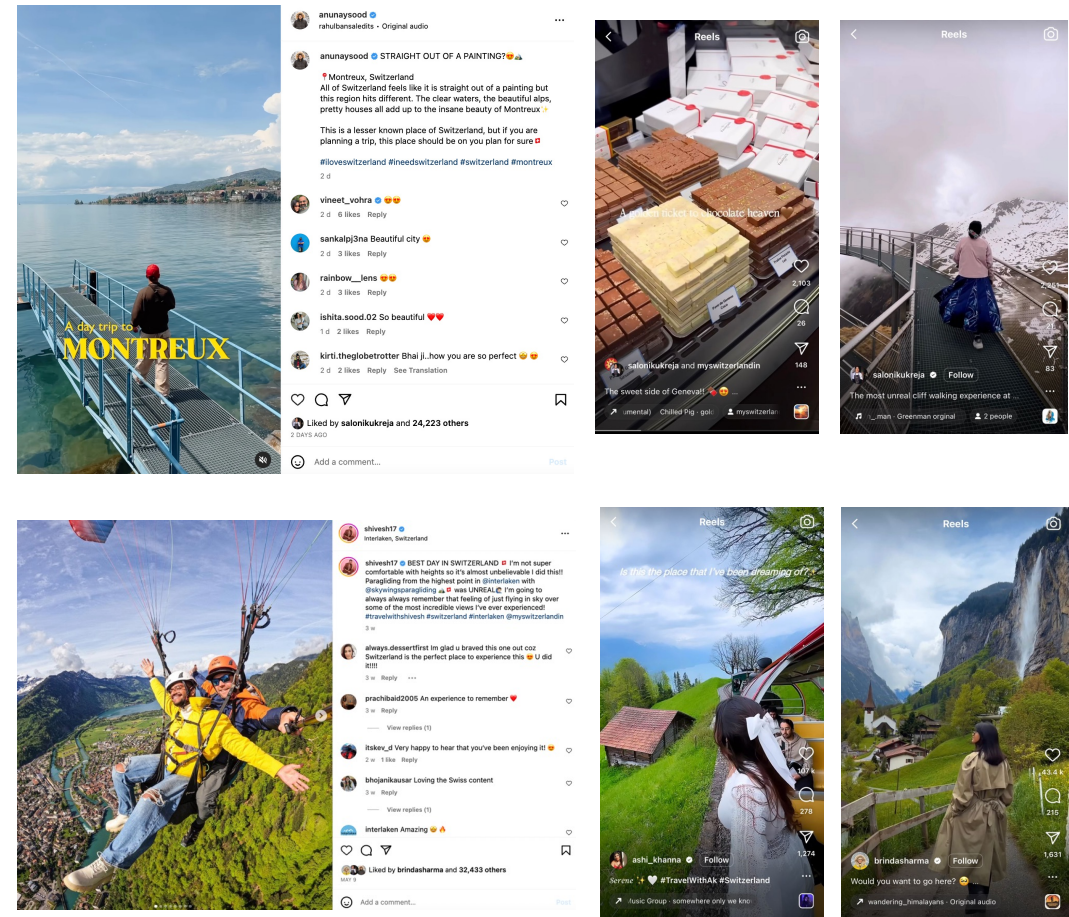 anunaysood
rahulbansaledits • Original audio
anunaysood STRAIGHT OUT OF A PAINTING?😍🏔️
📍Montreux, Switzerland
All of Switzerland feels like it is straight out of a painting but
this region hits different. The clear waters, the beautiful alps,
pretty houses all add up to the insane beauty of Montreux✨
This is a lesser known place of Switzerland, but if you are
planning a trip, this place should be on you plan for sure🇨🇭
#iloveswitzerland #ineedswitzerland #switzerland #montreux
2 d
vineet_vohra 😍😍
2 d 6 likes Reply
sankalpj3na Beautiful city 😍
2 d 3 likes Reply
rainbow__lens 😍😍
2 d 3 likes Reply
ishita.sood.02 So beautiful ❤️❤️
1 d 2 likes Reply
kirti.theglobetrotter Bhai ji..how you are so perfect 🤩 😍
2 d 2 likes Reply See Translation
Liked by salonikukreja and 24,223 others
2 DAYS AGO
Add a comment...
Post
A day trip to
MONTREUX
Reels
A golden ticket to chocolate heaven
2,103
26
148
salonikukreja and myswitzerlandin
The sweet side of Geneva!! 🍫😍 ...
umental) Chilled Pig · gold
myswitzerlan
Reels
2,251
21
83
salonikukreja Follow
The most unreal cliff walking experience at ...
_.man · Greenman orginal
2 people
shivesh17
Interlaken, Switzerland
shivesh17 BEST DAY IN SWITZERLAND 🇨🇭 I'm not super
comfortable with heights so it's almost unbelievable I did this!!
Paragliding from the highest point in @interlaken with
@skywingsparagliding 🏔️🇨🇭 was UNREAL I'm going to
always always remember that feeling of just flying in sky over
some of the most incredible views I've ever experienced!
#travelwithshivesh #switzerland #interlaken @myswitzerlandin
3 w
always.dessertfirst Im glad u braved this one out coz
Switzerland is the perfect place to experience this 😍 U did
it!!!!
3 w Reply
prachibaid2005 An experience to remember ❤️
3 w Reply
View replies (1)
itskev_d Very happy to hear that you've been enjoying it! 😍
2 w 1 like Reply
bhojanikausar Loving the Swiss content
3 w Reply
View replies (1)
interlaken Amazing 🤩 🔥
Liked by brindasharma and 32,433 others
MAY 9
Add a comment...
Post
Reels
Is this the place that I've been dreaming of?
107 k
278
1,274
ashi_khanna Follow
Serene ✨ 🤍 #TravelWithAk #Switzerland
Music Group · somewhere only we kno
Reels
43.4 k
215
1,631
brindasharma Follow
Would you want to go here? 🥹 ...
wandering_himalayans · Original audio